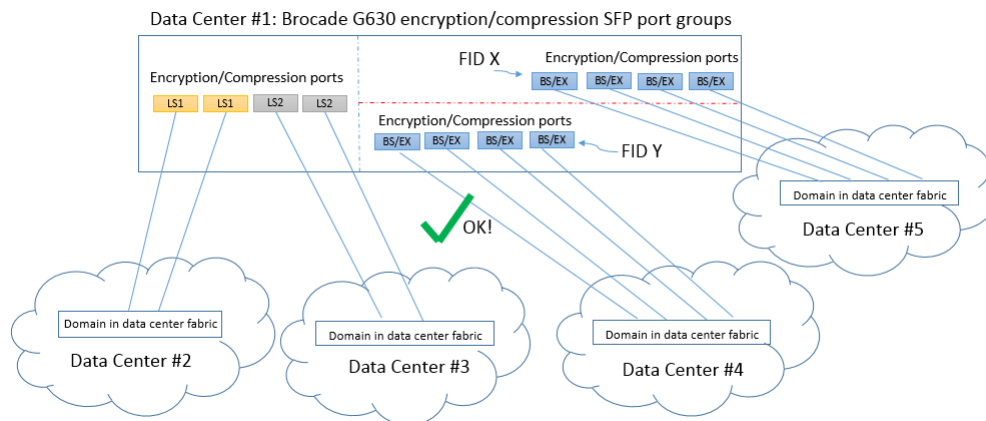 Data Center #1: Brocade G630 encryption/compression SFP port groups
FID X
Encryption/Compression ports
BS/EX BS/EX BS/EX BS/EX
Encryption/Compression ports
LS1 LS1 LS2 LS2
Encryption/Compression ports
BS/EX BS/EX BS/EX BS/EX
FID Y
OK!
Domain in data center fabric
Data Center #5
Domain in data center fabric
Data Center #2
Domain in data center fabric
Data Center #3
Domain in data center fabric
Data Center #4